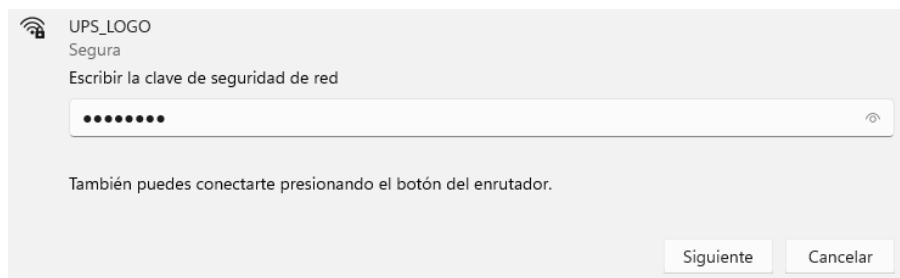 UPS_LOGO
Segura
Escribir la clave de seguridad de red
••••••••
También puedes conectarte presionando el botón del enrutador.
Siguiente Cancelar